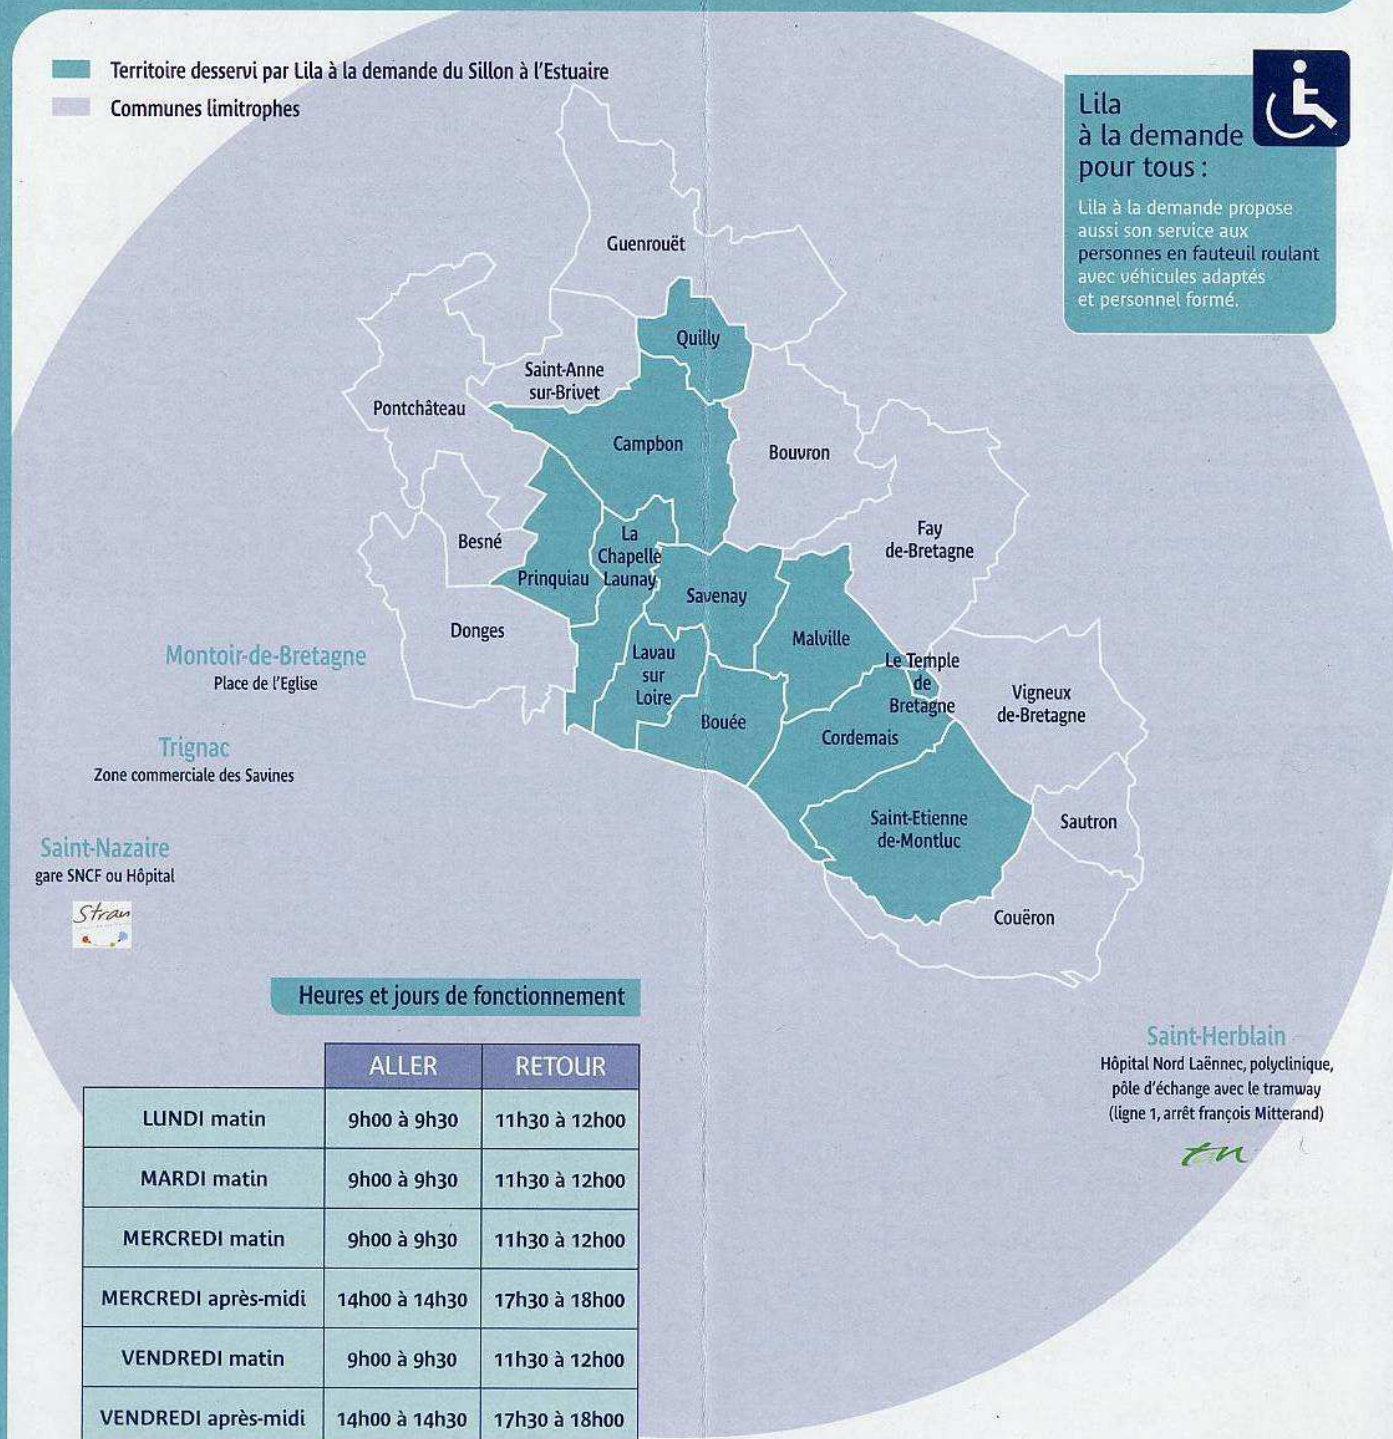 Territoire desservi par Lila à la demande du Sillon à l'Estuaire
Communes limitrophes
Lila
à la demande
pour tous :
Lila à la demande propose
aussi son service aux
personnes en fauteuil roulant
avec véhicules adaptés
et personnel formé.
Guenrouët
Quilly
Saint-Anne
sur-Brivet
Pontchâteau
Campbon
Bouvron
Fay
de-Bretagne
Besné
La
Chapelle
Launay
Prinquiau
Savenay
Donges
Malville
Lavau
sur
Loire
Le Temple
de
Bretagne
Vigneux
de-Bretagne
Bouée
Cordemais
Saint-Etienne
de-Montluc
Sautron
Couëron
Montoir-de-Bretagne
Place de l'Eglise
Trignac
Zone commerciale des Savines
Saint-Nazaire
gare SNCF ou Hôpital
Stran
Saint-Herblain
Hôpital Nord Laënnec, polyclinique,
pôle d'échange avec le tramway
(ligne 1, arrêt françois Mitterand)
tan
Heures et jours de fonctionnement
ALLER RETOUR
LUNDI matin 9h00 à 9h30 11h30 à 12h00
MARDI matin 9h00 à 9h30 11h30 à 12h00
MERCREDI matin 9h00 à 9h30 11h30 à 12h00
MERCREDI après-midi 14h00 à 14h30 17h30 à 18h00
VENDREDI matin 9h00 à 9h30 11h30 à 12h00
VENDREDI après-midi 14h00 à 14h30 17h30 à 18h00